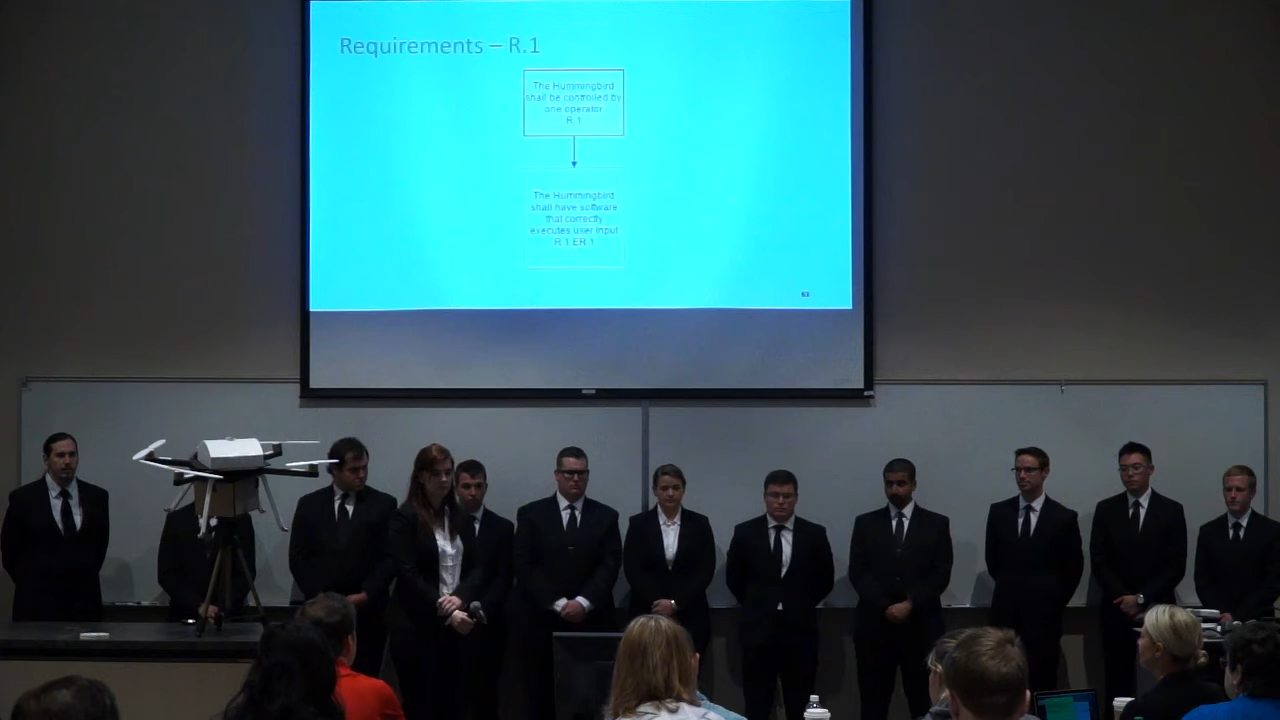 Requirements – R.1
The Hummingbird
shall be controlled by
one operator
R.1
The Hummingbird
shall have software
that correctly
executes user input
R.1.ER.1